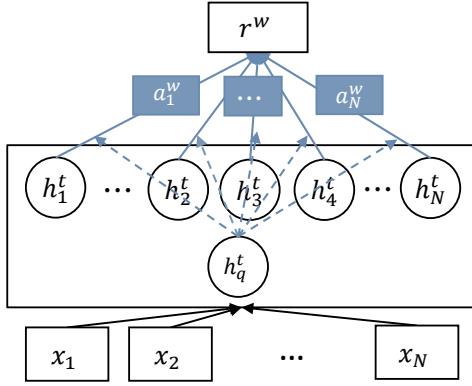 r^w
a_1^w ... a_N^w
h_1^t ... h_2^t h_3^t h_4^t ... h_N^t
h_q^t
x_1 x_2 ... x_N